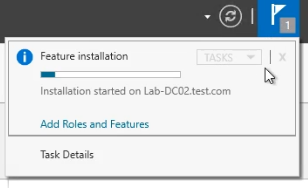 1
Feature installation
TASKS
X
Installation started on Lab-DC02.test.com
Add Roles and Features
Task Details